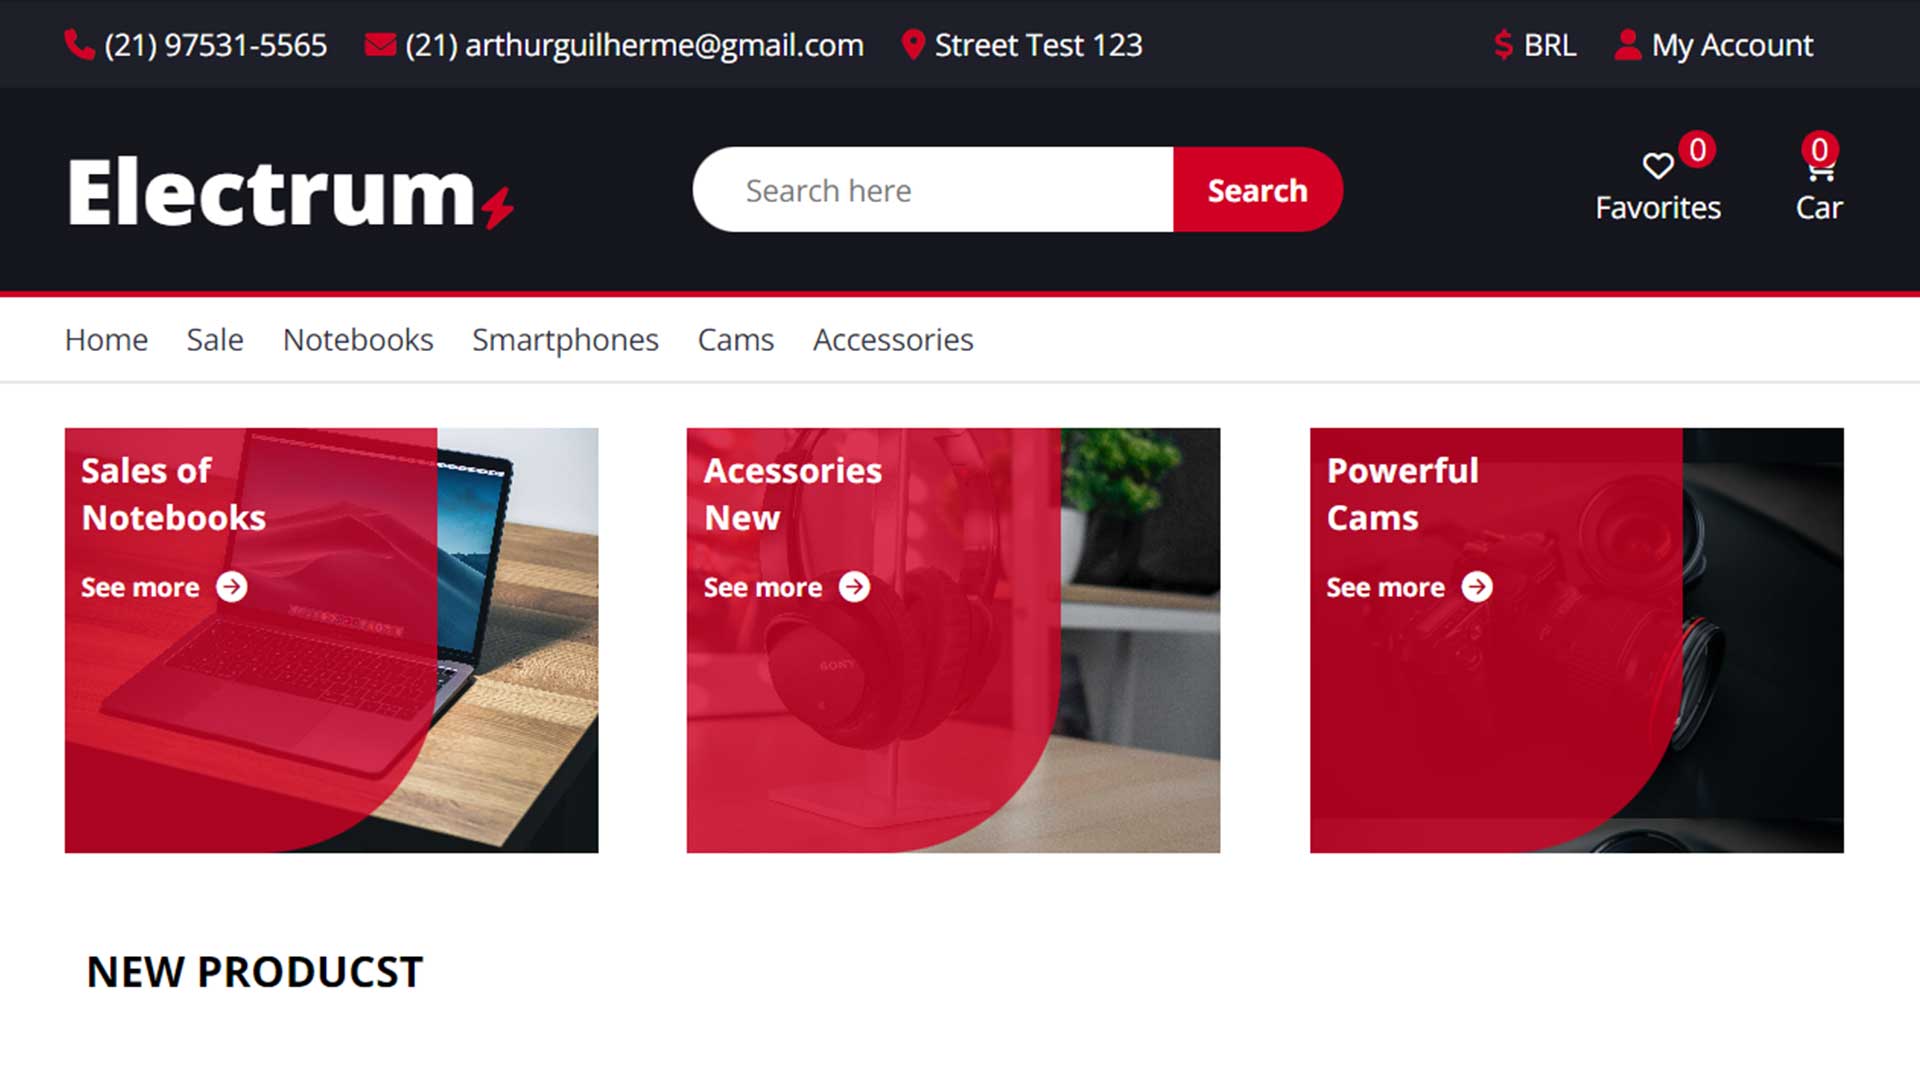 (21) 97531-5565 (21) arthurguilherme@gmail.com Street Test 123 $ BRL My Account
Electrum
Search here Search
0 0
Favorites Car
Home Sale Notebooks Smartphones Cams Accessories
Sales of
Notebooks
See more
Acessories
New
See more
SONY
Powerful
Cams
See more
NEW PRODUCST